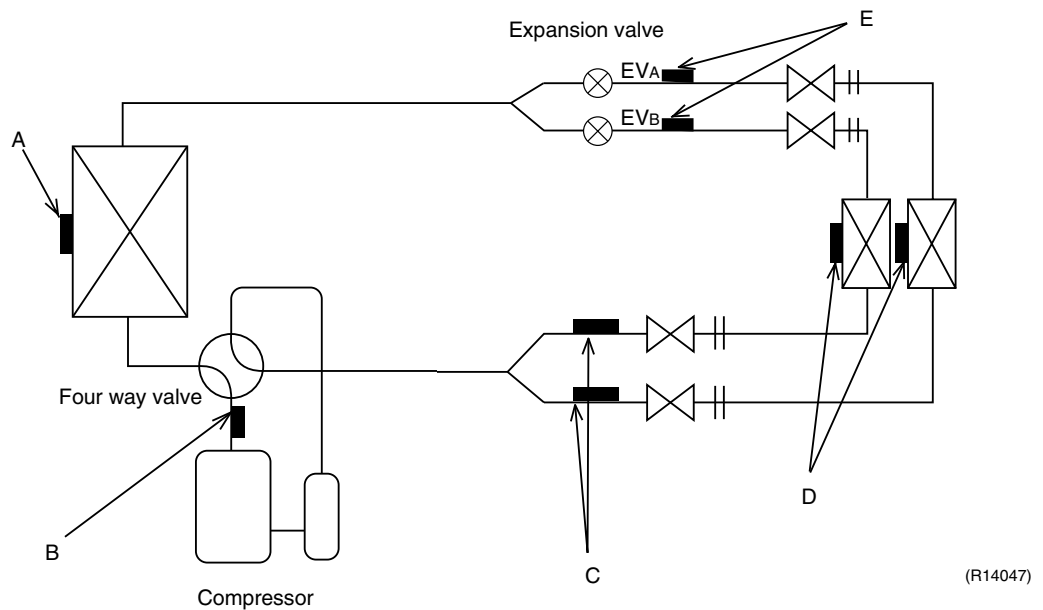 Expansion valve
E
EVA
EVB
A
Four way valve
B
C
D
Compressor
(R14047)